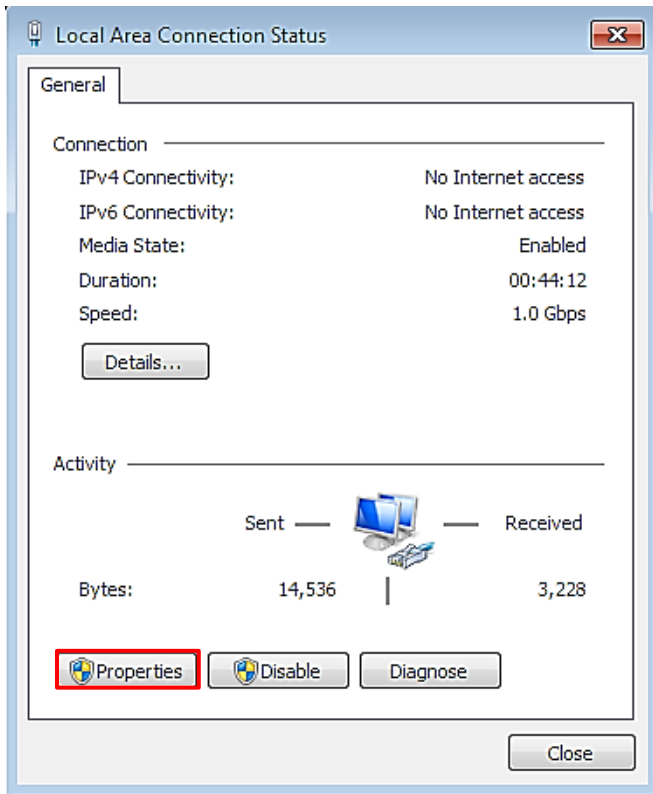 Local Area Connection Status
General
Connection
IPv4 Connectivity: No Internet access
IPv6 Connectivity: No Internet access
Media State: Enabled
Duration: 00:44:12
Speed: 1.0 Gbps
Details...
Activity
Sent Received
Bytes: 14,536 3,228
Properties Disable Diagnose
Close